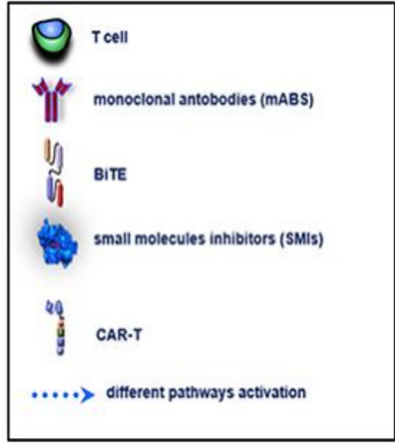 T cell
monoclonal antobodies (mABS)
BiTE
small molecules inhibitors (SMIs)
CAR-T
different pathways activation